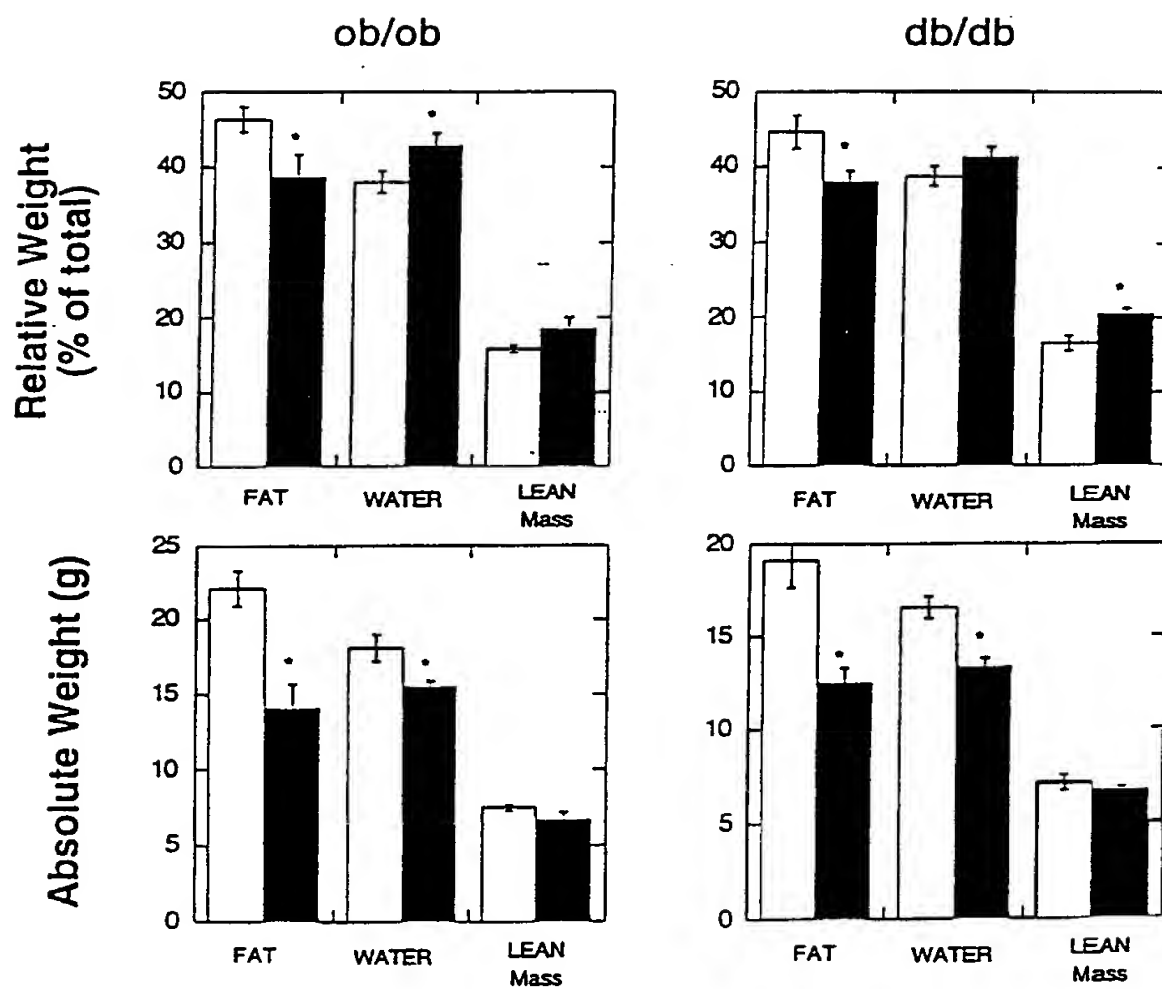 ob/ob
db/db
Relative Weight
(% of total)
50
40
30
20
10
0
FAT
WATER
LEAN
Mass
*
*
50
40
30
20
10
0
FAT
WATER
LEAN
Mass
*
*
Absolute Weight (g)
25
20
15
10
5
0
FAT
WATER
LEAN
Mass
*
*
20
15
10
5
0
FAT
WATER
LEAN
Mass
*
*